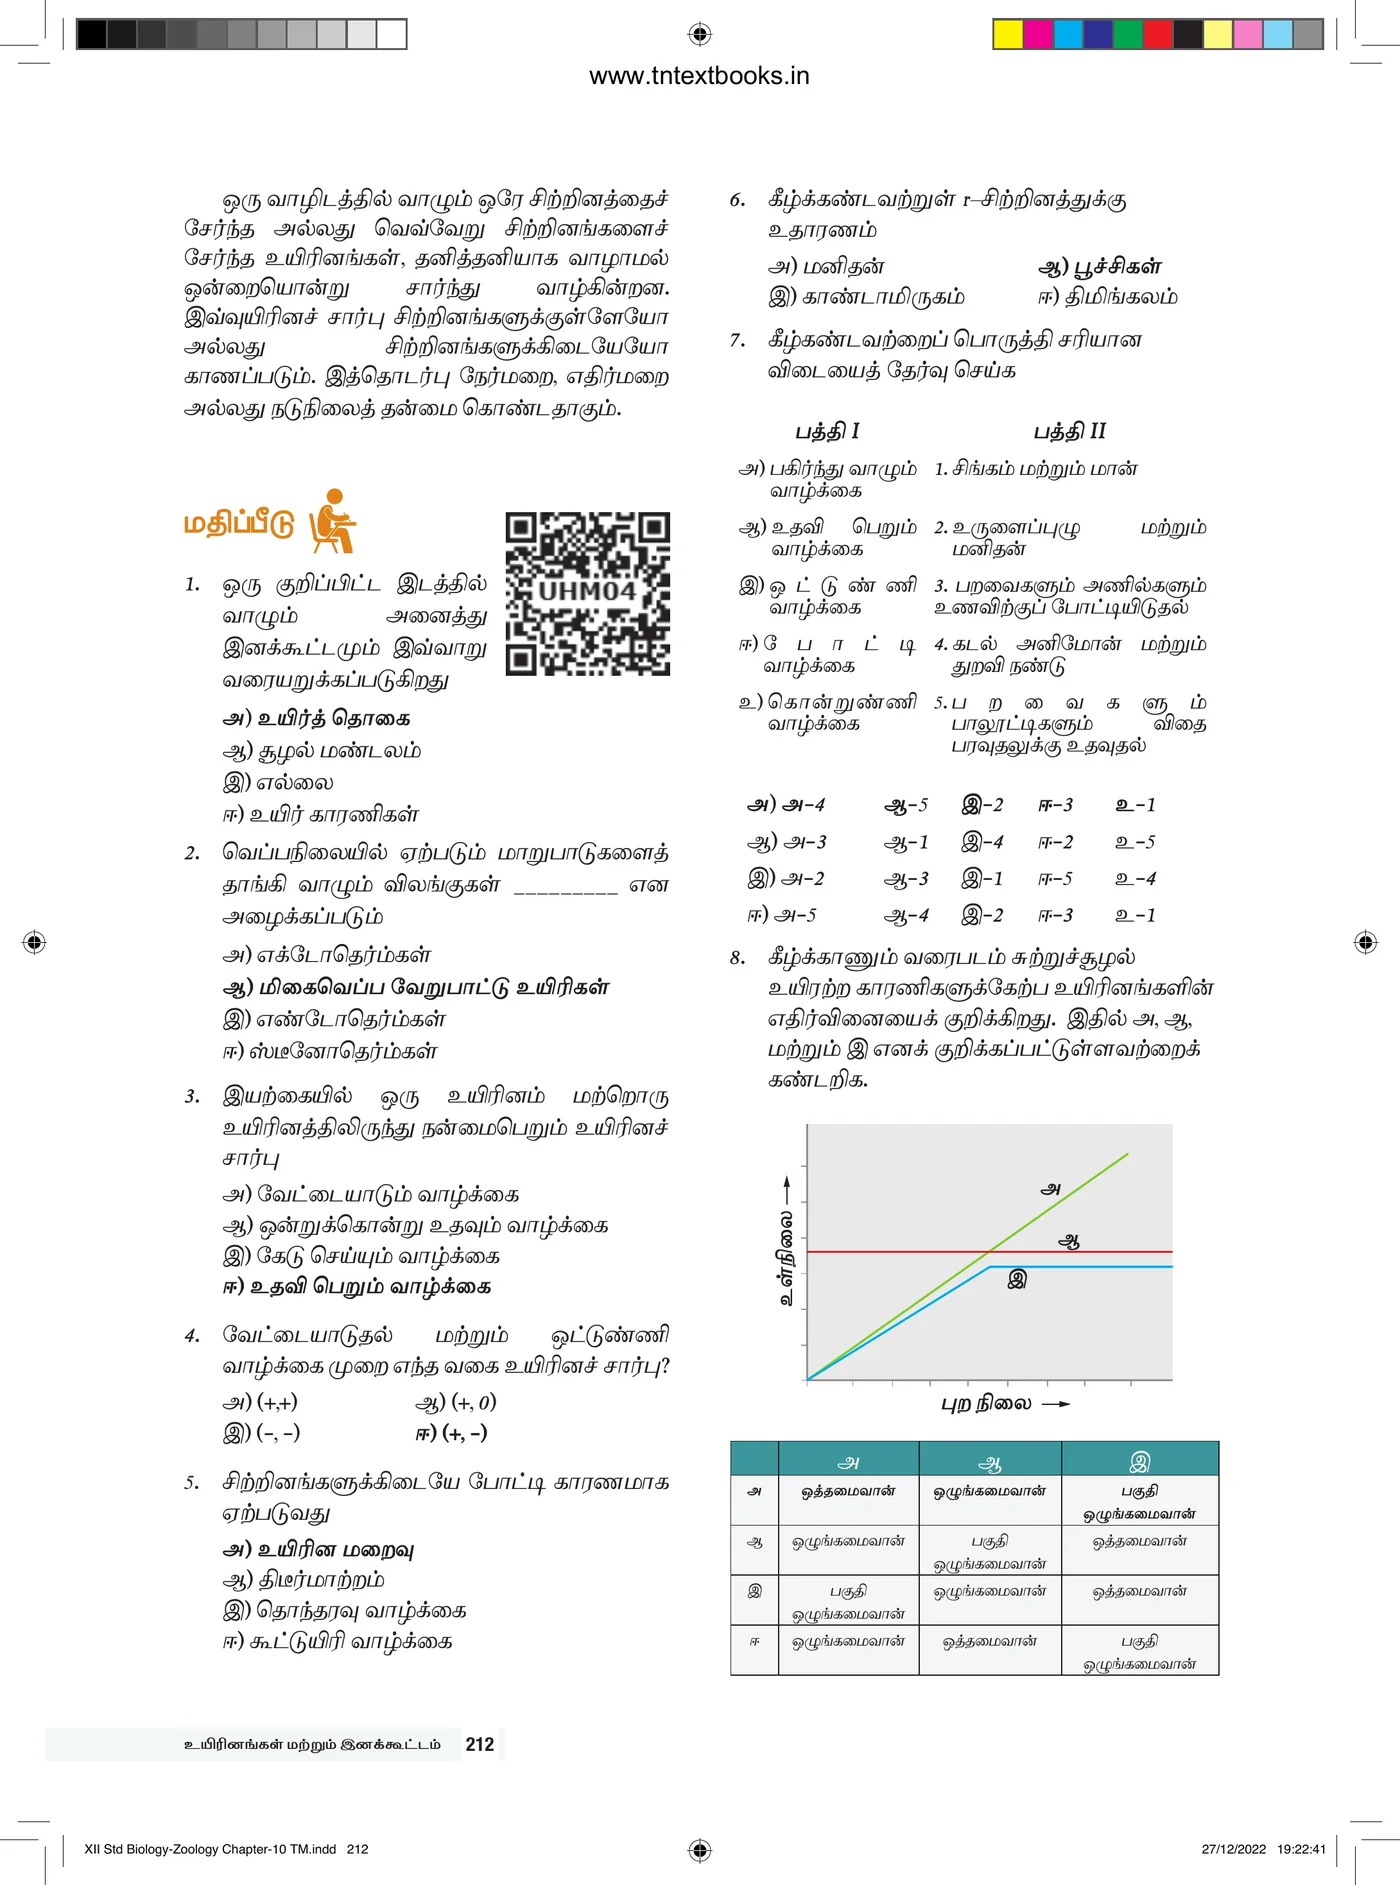 www.tntextbooks.in
ஒரு வாழிடத்தில் வாழும் ஒரே சிற்றினத்தைச்
சேர்ந்த அல்லது வெவ்வேறு சிற்றினங்களைச்
சேர்ந்த உயிரினங்கள், தனித்தனியாக வாழாமல்
ஒன்றையொன்று சார்ந்து வாழ்கின்றன.
இவ்வுயிரினச் சார்பு சிற்றினங்களுக்குள்ளேயோ
அல்லது சிற்றினங்களுக்கிடையேயோ
காணப்படும். இத்தொடர்பு நேர்மறை, எதிர்மறை
அல்லது நடுநிலைத் தன்மை கொண்டதாகும்.
மதிப்பீடு
UHM04
1. ஒரு குறிப்பிட்ட இடத்தில்
வாழும் அனைத்து
இனக்கூட்டமும் இவ்வாறு
வரையறுக்கப்படுகிறது
அ) உயிர்த் தொகை
ஆ) சூழல் மண்டலம்
இ) எல்லை
ஈ) உயிர் காரணிகள்
2. வெப்பநிலையில் ஏற்படும் மாறுபாடுகளைத்
தாங்கி வாழும் விலங்குகள் _________ என
அழைக்கப்படும்
அ) எக்டோதெர்ம்கள்
ஆ) மிகைவெப்ப வேறுபாட்டு உயிரிகள்
இ) எண்டோதெர்ம்கள்
ஈ) ஸ்டீனோதெர்ம்கள்
3. இயற்கையில் ஒரு உயிரினம் மற்றொரு
உயிரினத்திலிருந்து நன்மைபெறும் உயிரினச்
சார்பு
அ) வேட்டையாடும் வாழ்க்கை
ஆ) ஒன்றுக்கொன்று உதவும் வாழ்க்கை
இ) கேடு செய்யும் வாழ்க்கை
ஈ) உதவி பெறும் வாழ்க்கை
4. வேட்டையாடுதல் மற்றும் ஒட்டுண்ணி
வாழ்க்கை முறை எந்த வகை உயிரினச் சார்பு?
அ) (+,+) ஆ) (+, 0)
இ) (-, -) ஈ) (+, -)
5. சிற்றினங்களுக்கிடையே போட்டி காரணமாக
ஏற்படுவது
அ) உயிரின மறைவு
ஆ) திடீர்மாற்றம்
இ) தொந்தரவு வாழ்க்கை
ஈ) கூட்டுயிரி வாழ்க்கை
6. கீழ்க்கண்டவற்றுள் r–சிற்றினத்துக்கு
உதாரணம்
அ) மனிதன் ஆ) பூச்சிகள்
இ) காண்டாமிருகம் ஈ) திமிங்கலம்
7. கீழ்கண்டவற்றைப் பொருத்தி சரியான
விடையைத் தேர்வு செய்க
பத்தி I பத்தி II
அ) பகிர்ந்து வாழும் 1. சிங்கம் மற்றும் மான்
வாழ்க்கை
ஆ) உதவி பெறும் 2. உருளைப்புழு மற்றும்
வாழ்க்கை மனிதன்
இ) ஒட்டுண்ணி 3. பறவைகளும் அணில்களும்
வாழ்க்கை உணவிற்குப் போட்டியிடுதல்
ஈ) போட்டி 4. கடல் அனிமோன் மற்றும்
வாழ்க்கை துறவி நண்டு
உ) கொன்றுண்ணி 5. பறவைகளும்
வாழ்க்கை பாலூட்டிகளும் விதை
பரவுதலுக்கு உதவுதல்
அ) அ-4 ஆ-5 இ-2 ஈ-3 உ-1
ஆ) அ-3 ஆ-1 இ-4 ஈ-2 உ-5
இ) அ-2 ஆ-3 இ-1 ஈ-5 உ-4
ஈ) அ-5 ஆ-4 இ-2 ஈ-3 உ-1
8. கீழ்க்காணும் வரைபடம் சுற்றுச்சூழல்
உயிரற்ற காரணிகளுக்கேற்ப உயிரினங்களின்
எதிர்வினையைக் குறிக்கிறது. இதில் அ, ஆ,
மற்றும் இ எனக் குறிக்கப்பட்டுள்ளவற்றைக்
கண்டறிக.
அ
ஆ
இ
உள்நிலை
புற நிலை
அ ஆ இ
அ ஒத்தமைவான் ஒழுங்கமைவான் பகுதி
ஒழுங்கமைவான்
ஆ ஒழுங்கமைவான் பகுதி ஒத்தமைவான்
ஒழுங்கமைவான்
இ பகுதி ஒழுங்கமைவான் ஒத்தமைவான்
ஒழுங்கமைவான்
ஈ ஒழுங்கமைவான் ஒத்தமைவான் பகுதி
ஒழுங்கமைவான்
உயிரினங்கள் மற்றும் இனக்கூட்டம் 212
XII Std Biology-Zoology Chapter-10 TM.indd 212 27/12/2022 19:22:41